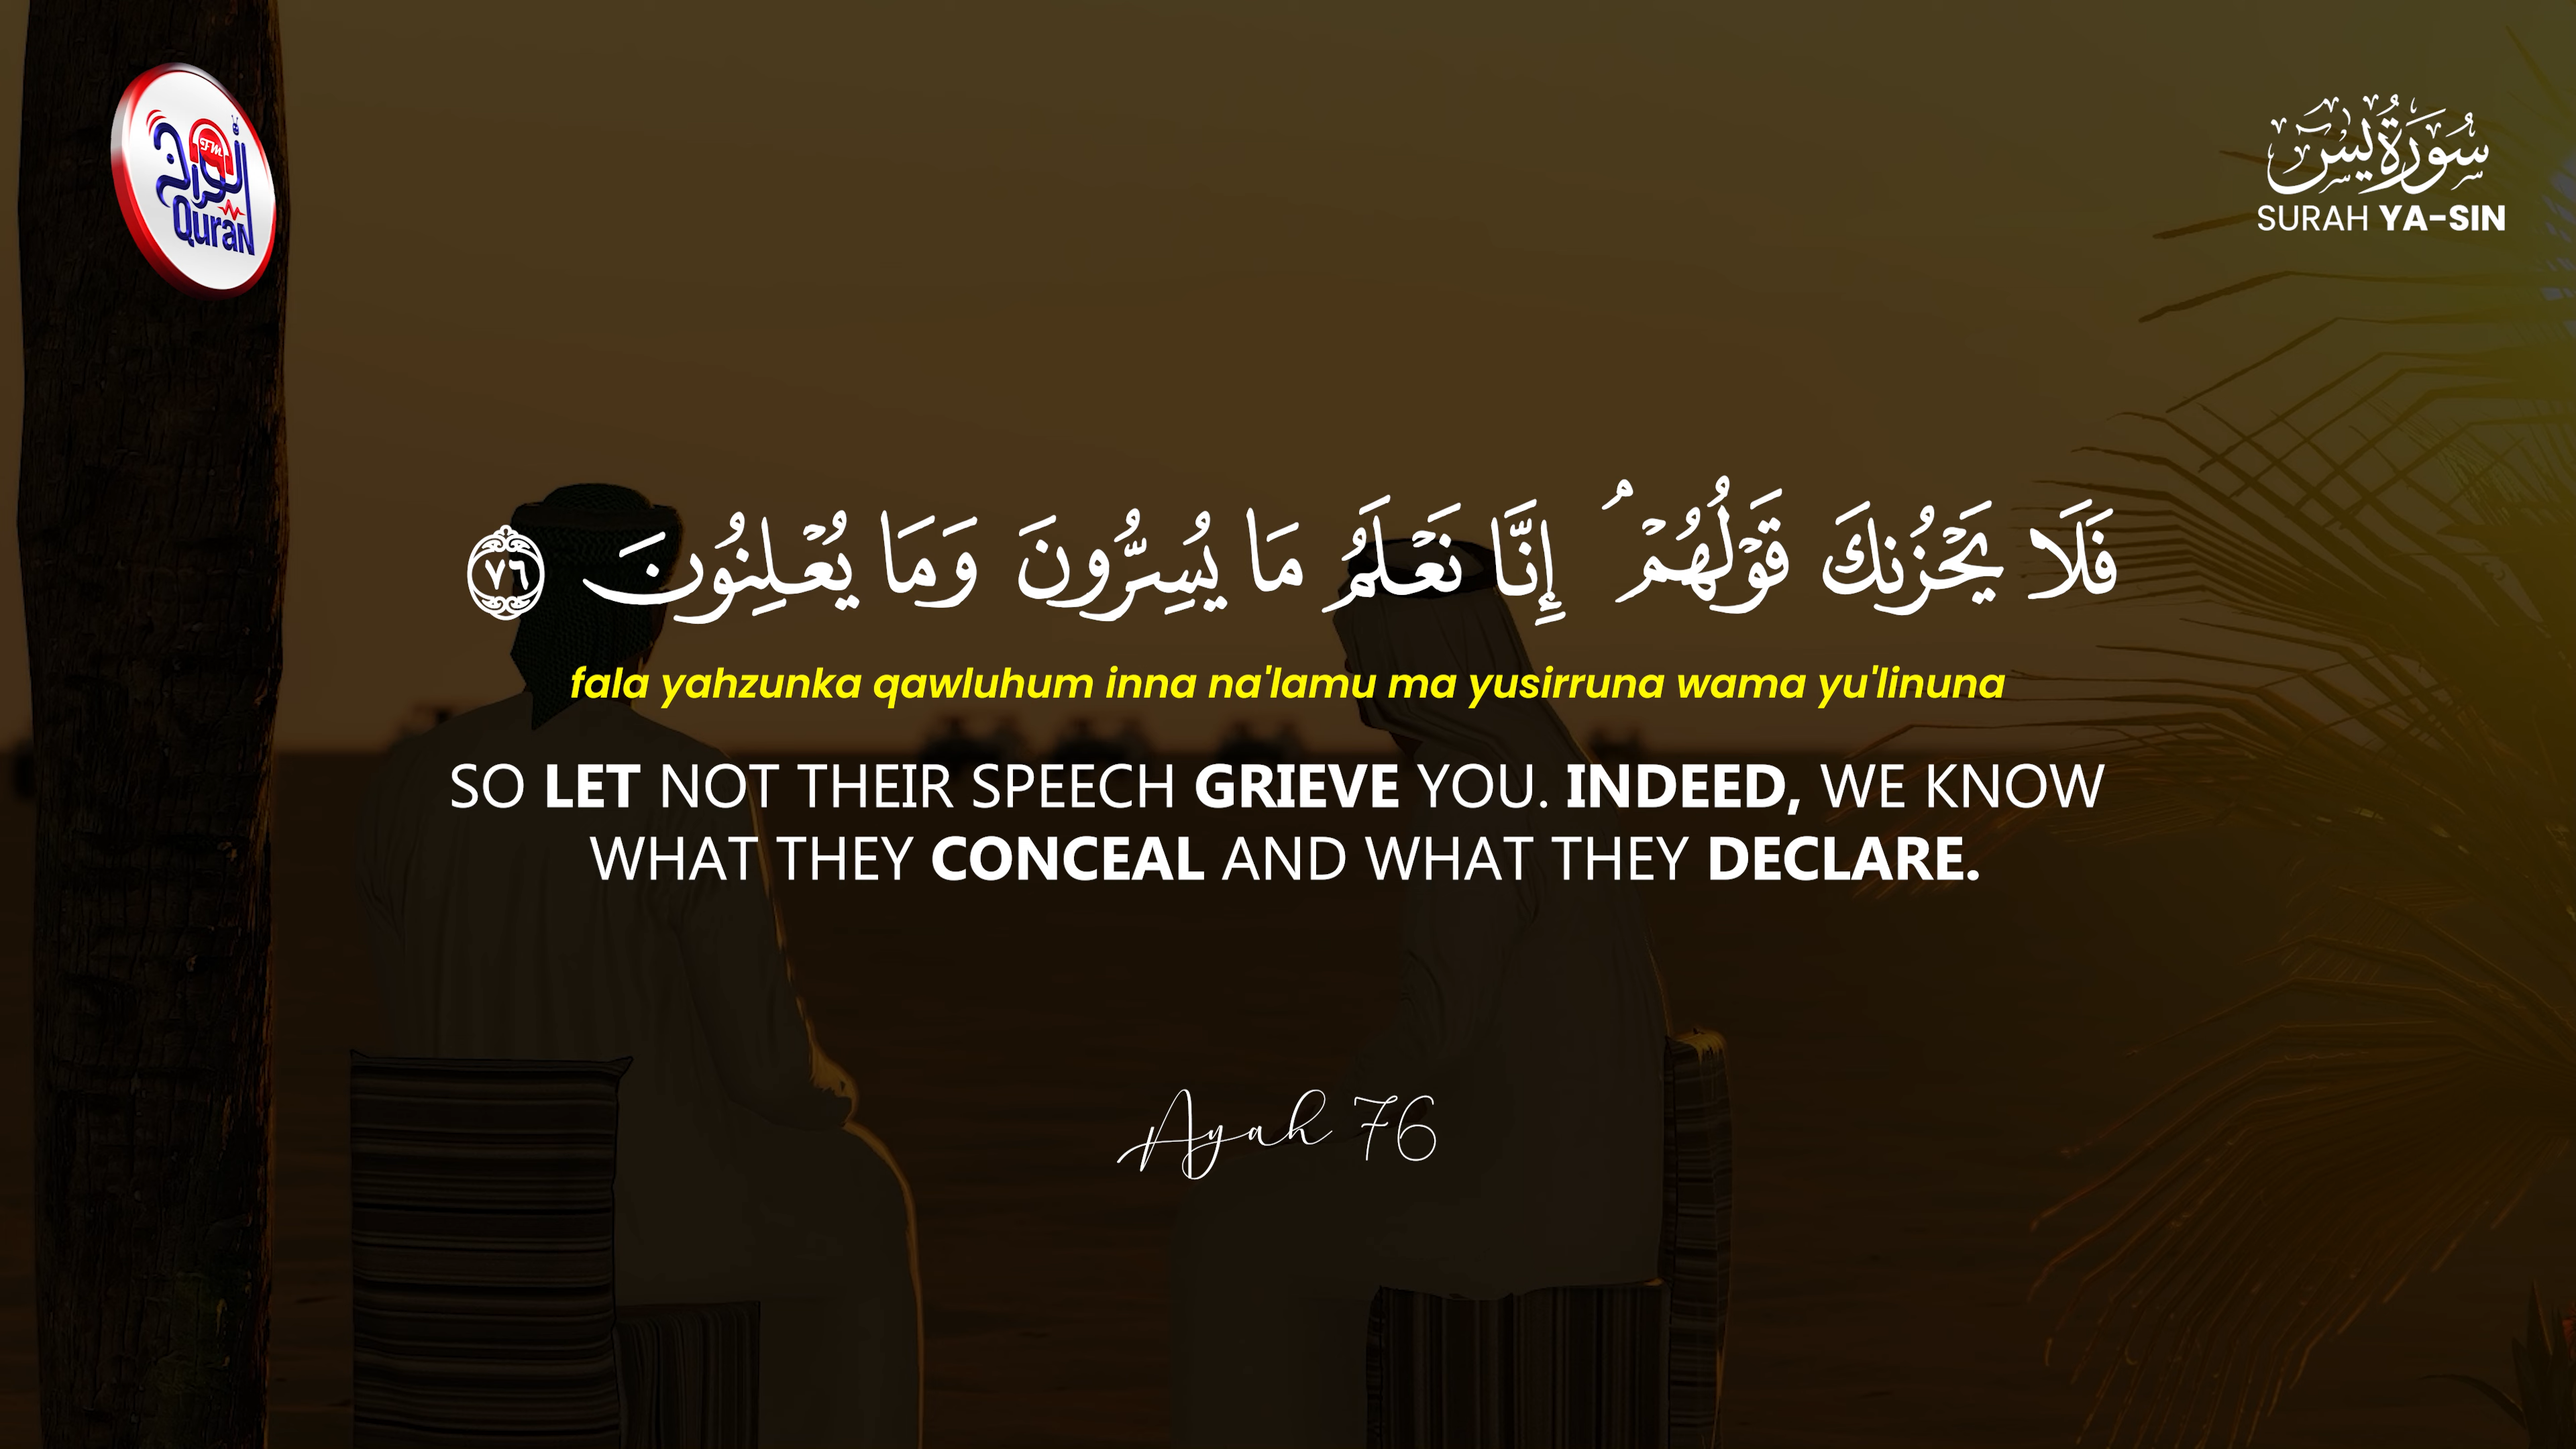 FM
Quran
سُورَةُ يسٓ
SURAH YA-SIN
فَلَا يَحْزُنكَ قَوْلُهُمْ ۘ إِنَّا نَعْلَمُ مَا يُسِرُّونَ وَمَا يُعْلِنُونَ ٧٦
fala yahzunka qawluhum inna na'lamu ma yusirruna wama yu'linuna
SO LET NOT THEIR SPEECH GRIEVE YOU. INDEED, WE KNOW
WHAT THEY CONCEAL AND WHAT THEY DECLARE.
Ayah 76